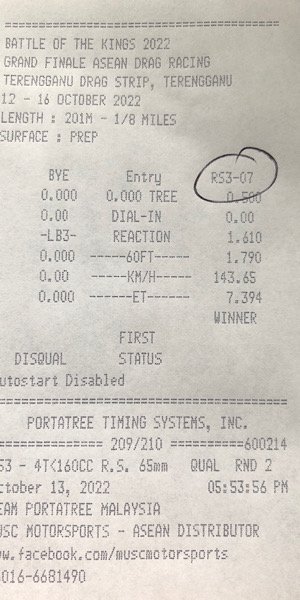 BATTLE OF THE KINGS 2022
GRAND FINALE ASEAN DRAG RACING
TERENGGANU DRAG STRIP, TERENGGANU
12 - 16 OCTOBER 2022
LENGTH : 201M - 1/8 MILES
SURFACE : PREP
BYE Entry RS3-07
0.000 0.000 TREE 0.500
0.00 DIAL-IN 0.00
-LB3- REACTION 1.610
0.000 ------60FT----- 1.790
0.00 ------KM/H----- 143.65
0.000 -------ET------ 7.394
WINNER
FIRST
DISQUAL STATUS
utostart Disabled
PORTATREE TIMING SYSTEMS, INC.
============ 209/210 ==========600214
S3 - 4T<160CC R.S. 65mm QUAL RND 2
ctober 13, 2022 05:53:56 PM
EAM PORTATREE MALAYSIA
USC MOTORSPORTS - ASEAN DISTRIBUTOR
ww.facebook.com/muscmotorsports
016-6681490